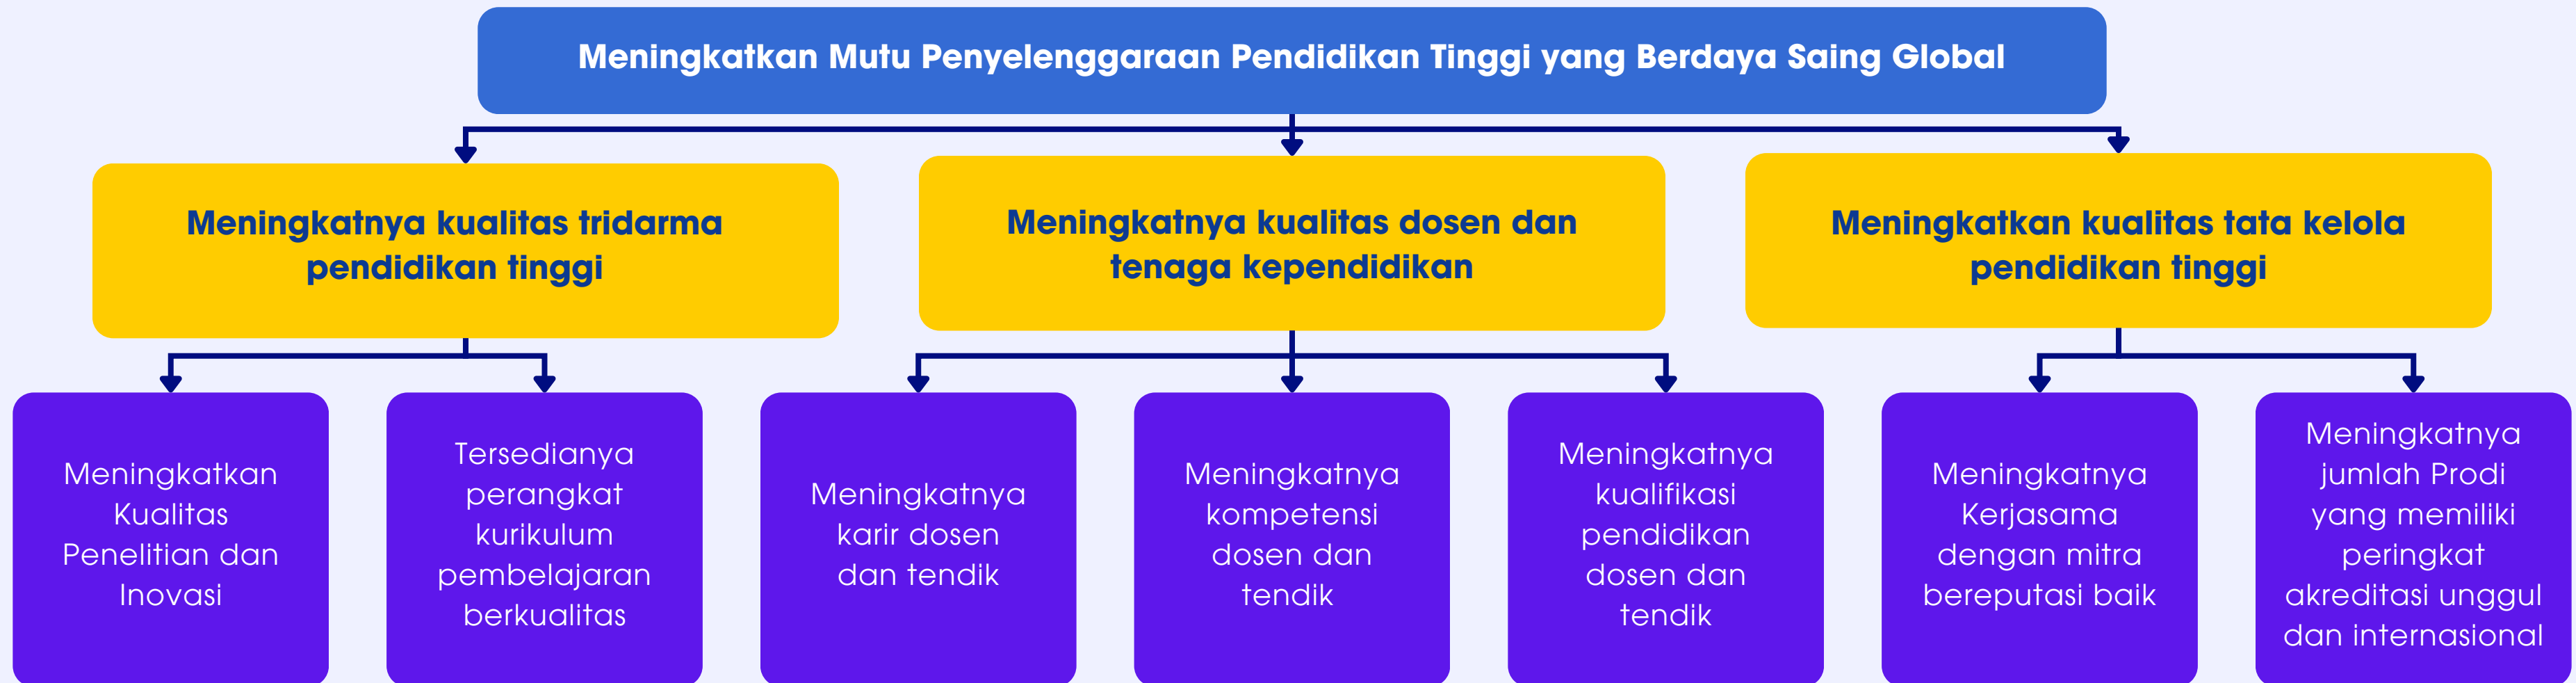 Meningkatkan Mutu Penyelenggaraan Pendidikan Tinggi yang Berdaya Saing Global
Meningkatnya kualitas tridarma
pendidikan tinggi
Meningkatnya kualitas dosen dan
tenaga kependidikan
Meningkatkan kualitas tata kelola
pendidikan tinggi
Meningkatkan
Kualitas
Penelitian dan
Inovasi
Tersedianya
perangkat
kurikulum
pembelajaran
berkualitas
Meningkatnya
karir dosen
dan tendik
Meningkatnya
kompetensi
dosen dan
tendik
Meningkatnya
kualifikasi
pendidikan
dosen dan
tendik
Meningkatnya
Kerjasama
dengan mitra
bereputasi baik
Meningkatnya
jumlah Prodi
yang memiliki
peringkat
akreditasi unggul
dan internasional